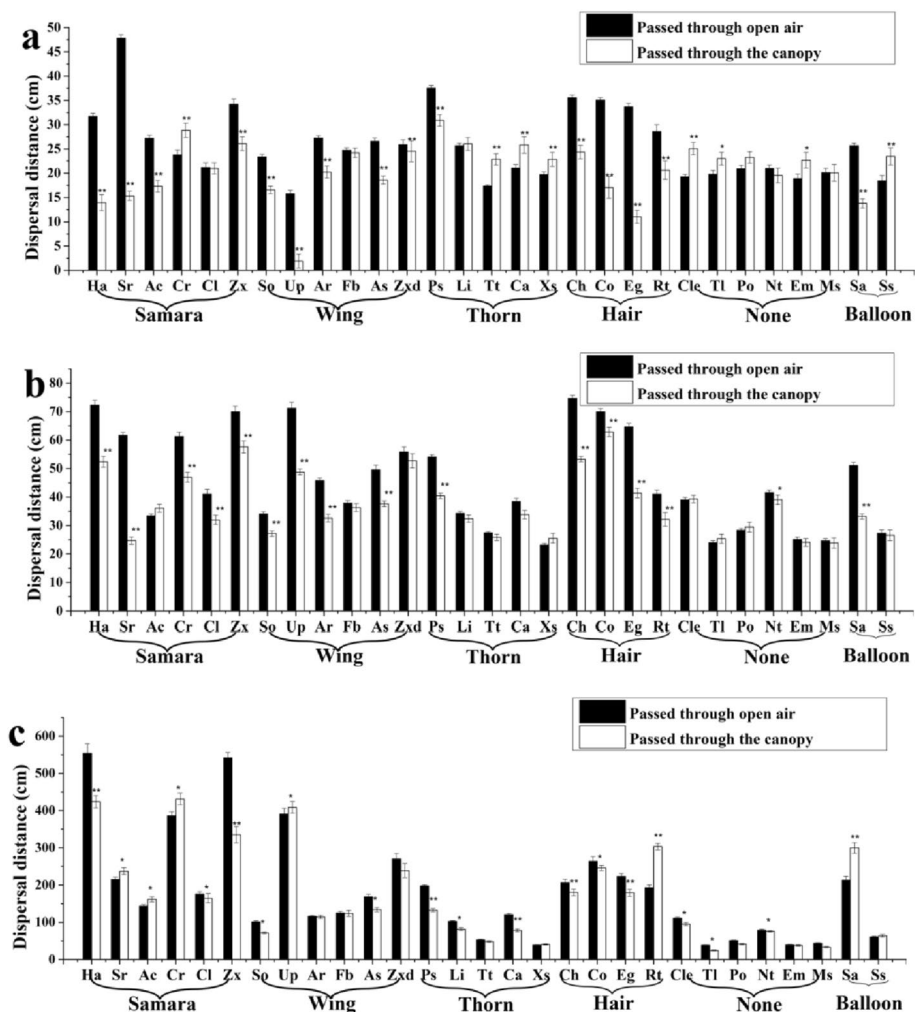 a
Passed through open air
Passed through the canopy
Dispersal distance (cm)
50
45
40
35
30
25
20
15
10
5
0
Ha Sr Ac Cr Cl Zx So Up Ar Fb As Zxd Ps Li Tt Ca Xs Ch Co Eg Rt Cle Tl Po Nt Em Ms Sa Ss
Samara Wing Thorn Hair None Balloon
** ** ** ** ** ** ** ** ** ** ** ** ** ** ** ** ** ** ** ** * * ** **
b
Passed through open air
Passed through the canopy
Dispersal distance (cm)
80
70
60
50
40
30
20
10
0
Ha Sr Ac Cr Cl Zx So Up Ar Fb As Zxd Ps Li Tt Ca Xs Ch Co Eg Rt Cle Tl Po Nt Em Ms Sa Ss
Samara Wing Thorn Hair None Balloon
** ** ** ** ** ** ** ** ** ** ** ** ** ** * **
c
Passed through open air
Passed through the canopy
Dispersal distance (cm)
600
500
400
300
200
100
0
Ha Sr Ac Cr Cl Zx So Up Ar Fb As Zxd Ps Li Tt Ca Xs Ch Co Eg Rt Cle Tl Po Nt Em Ms Sa Ss
Samara Wing Thorn Hair None Balloon
** * * * * ** * * * ** * ** ** * ** ** * * * **